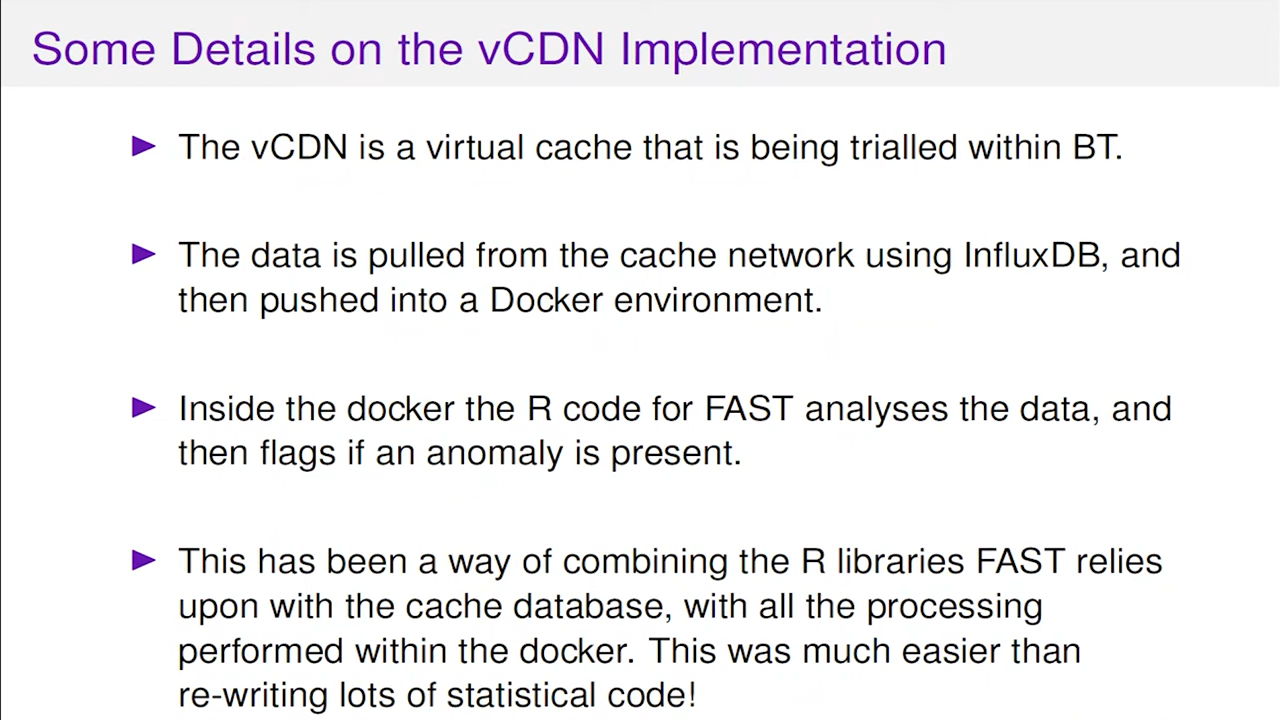 Some Details on the vCDN Implementation
The vCDN is a virtual cache that is being trialled within BT.
The data is pulled from the cache network using InfluxDB, and
then pushed into a Docker environment.
Inside the docker the R code for FAST analyses the data, and
then flags if an anomaly is present.
This has been a way of combining the R libraries FAST relies
upon with the cache database, with all the processing
performed within the docker. This was much easier than
re-writing lots of statistical code!